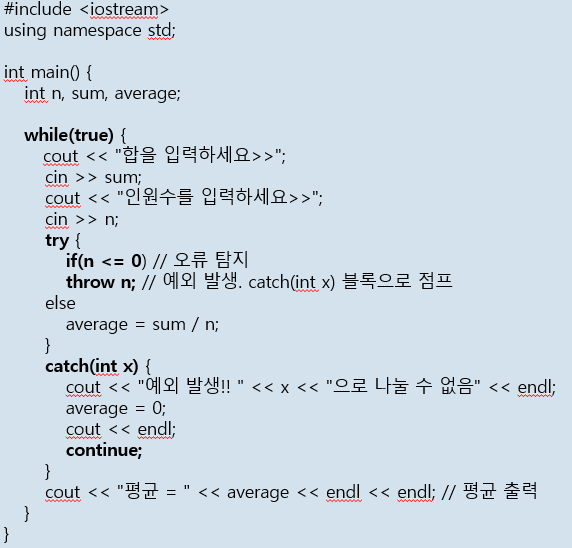 #include <iostream>
using namespace std;
int main() {
int n, sum, average;
while(true) {
cout << "합을 입력하세요>>";
cin >> sum;
cout << "인원수를 입력하세요>>";
cin >> n;
try {
if(n <= 0) // 오류 탐지
throw n; // 예외 발생. catch(int x) 블록으로 점프
else
average = sum / n;
}
catch(int x) {
cout << "예외 발생!! " << x << "으로 나눌 수 없음" << endl;
average = 0;
cout << endl;
continue;
}
cout << "평균 = " << average << endl << endl; // 평균 출력
}
}